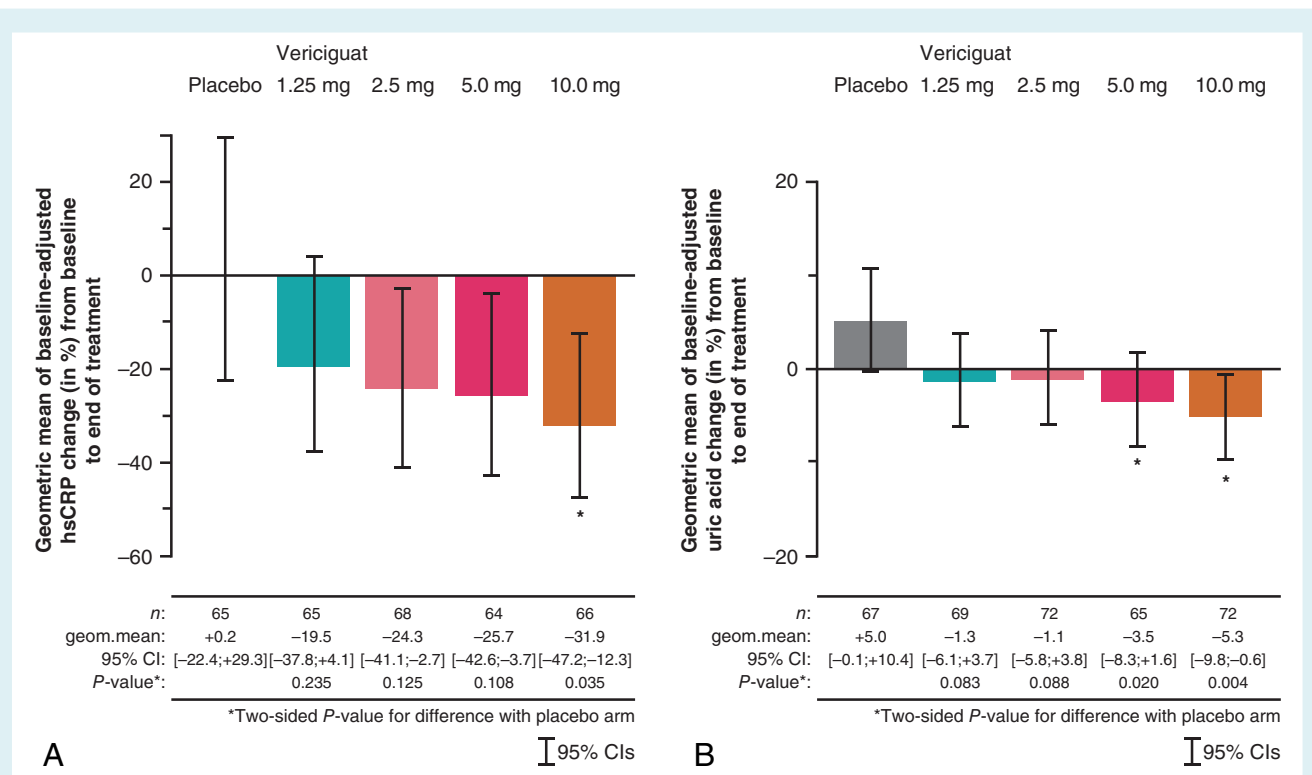 Vericiguat
Placebo 1.25 mg 2.5 mg 5.0 mg 10.0 mg
Geometric mean of baseline-adjusted
hsCRP change (in %) from baseline
to end of treatment
20
0
–20
–40
–60
*
n: 65 65 68 64 66
geom.mean: +0.2 –19.5 –24.3 –25.7 –31.9
95% CI: [–22.4;+29.3] [–37.8;+4.1] [–41.1;–2.7] [–42.6;–3.7] [–47.2;–12.3]
P-value*: 0.235 0.125 0.108 0.035
*Two-sided P-value for difference with placebo arm
A
95% CIs
Vericiguat
Placebo 1.25 mg 2.5 mg 5.0 mg 10.0 mg
Geometric mean of baseline-adjusted
uric acid change (in %) from baseline
to end of treatment
20
0
–20
*
*
n: 67 69 72 65 72
geom.mean: +5.0 –1.3 –1.1 –3.5 –5.3
95% CI: [–0.1;+10.4] [–6.1;+3.7] [–5.8;+3.8] [–8.3;+1.6] [–9.8;–0.6]
P-value*: 0.083 0.088 0.020 0.004
*Two-sided P-value for difference with placebo arm
B
95% CIs